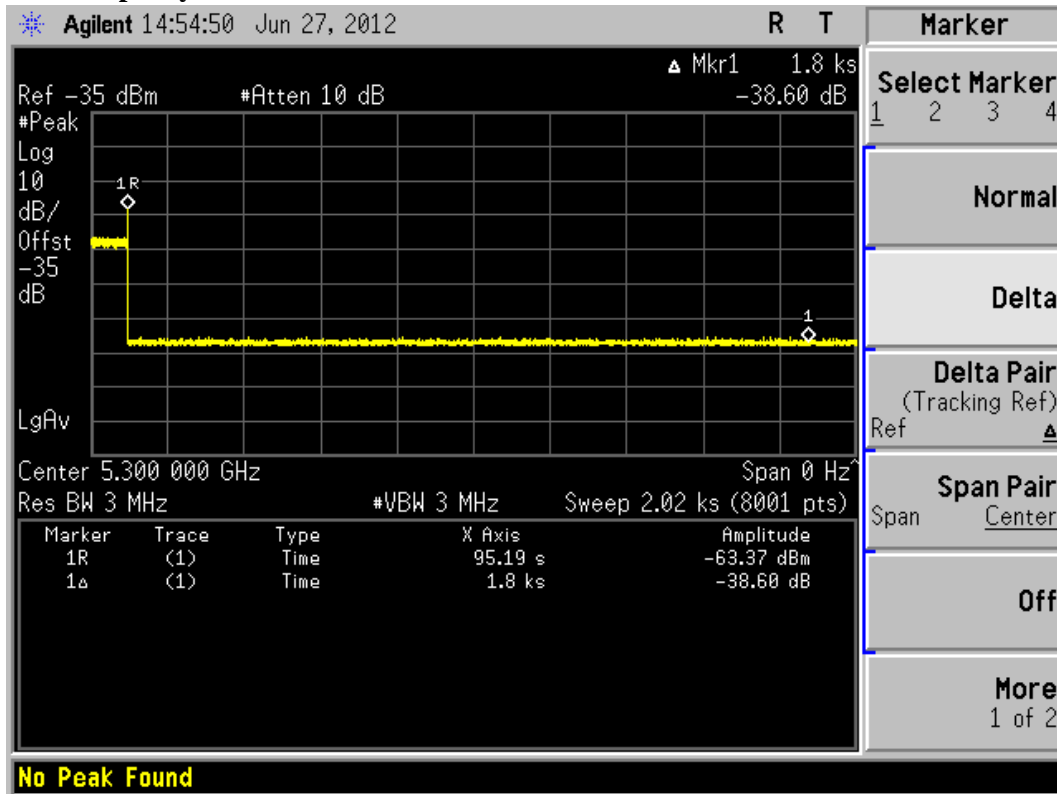 Agilent 14:54:50 Jun 27, 2012 R T
Δ Mkr1 1.8 ks
Ref -35 dBm #Atten 10 dB -38.60 dB
#Peak
Log
10
dB/
Offst
-35
dB
LgAv
1R
1
Center 5.300 000 GHz Span 0 Hz^
Res BW 3 MHz #VBW 3 MHz Sweep 2.02 ks (8001 pts)
Marker Trace Type X Axis Amplitude
1R (1) Time 95.19 s -63.37 dBm
1Δ (1) Time 1.8 ks -38.60 dB
No Peak Found
Marker
Select Marker
1 2 3 4
Normal
Delta
Delta Pair
(Tracking Ref)
Ref Δ
Span Pair
Span Center
Off
More
1 of 2